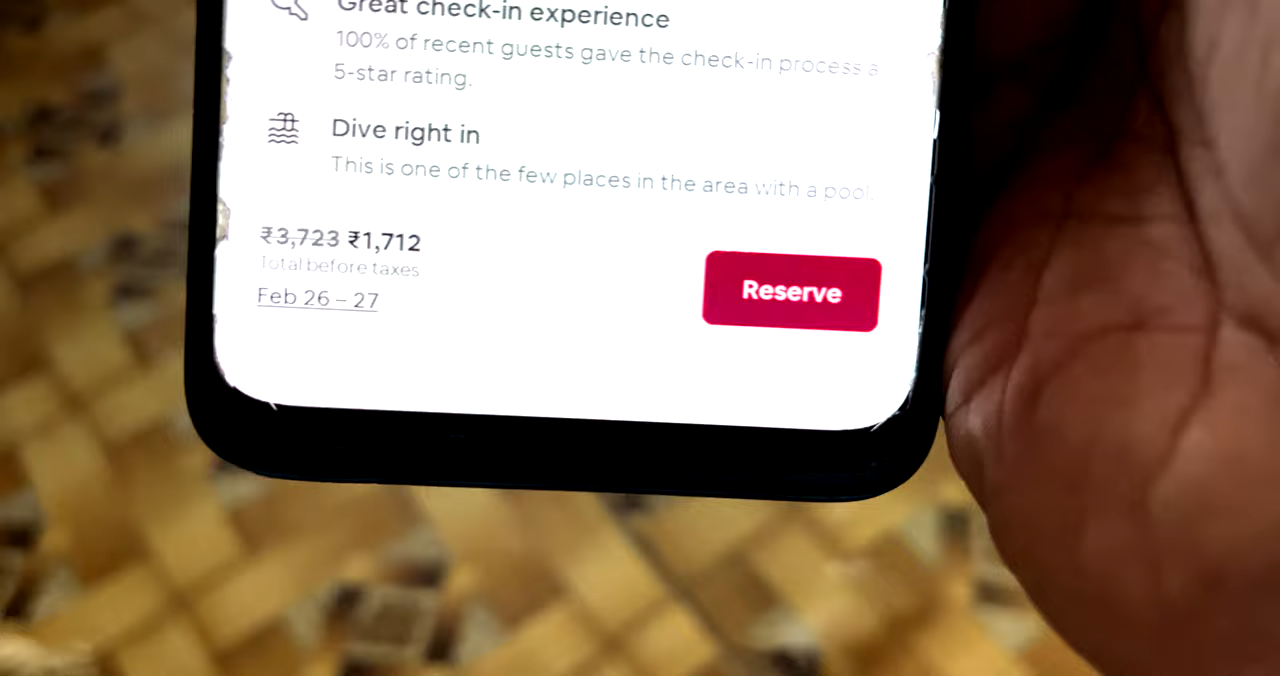 Great check-in experience
100% of recent guests gave the check-in process a
5-star rating.
Dive right in
This is one of the few places in the area with a pool.
₹3,723 ₹1,712
Total before taxes
Feb 26 – 27
Reserve